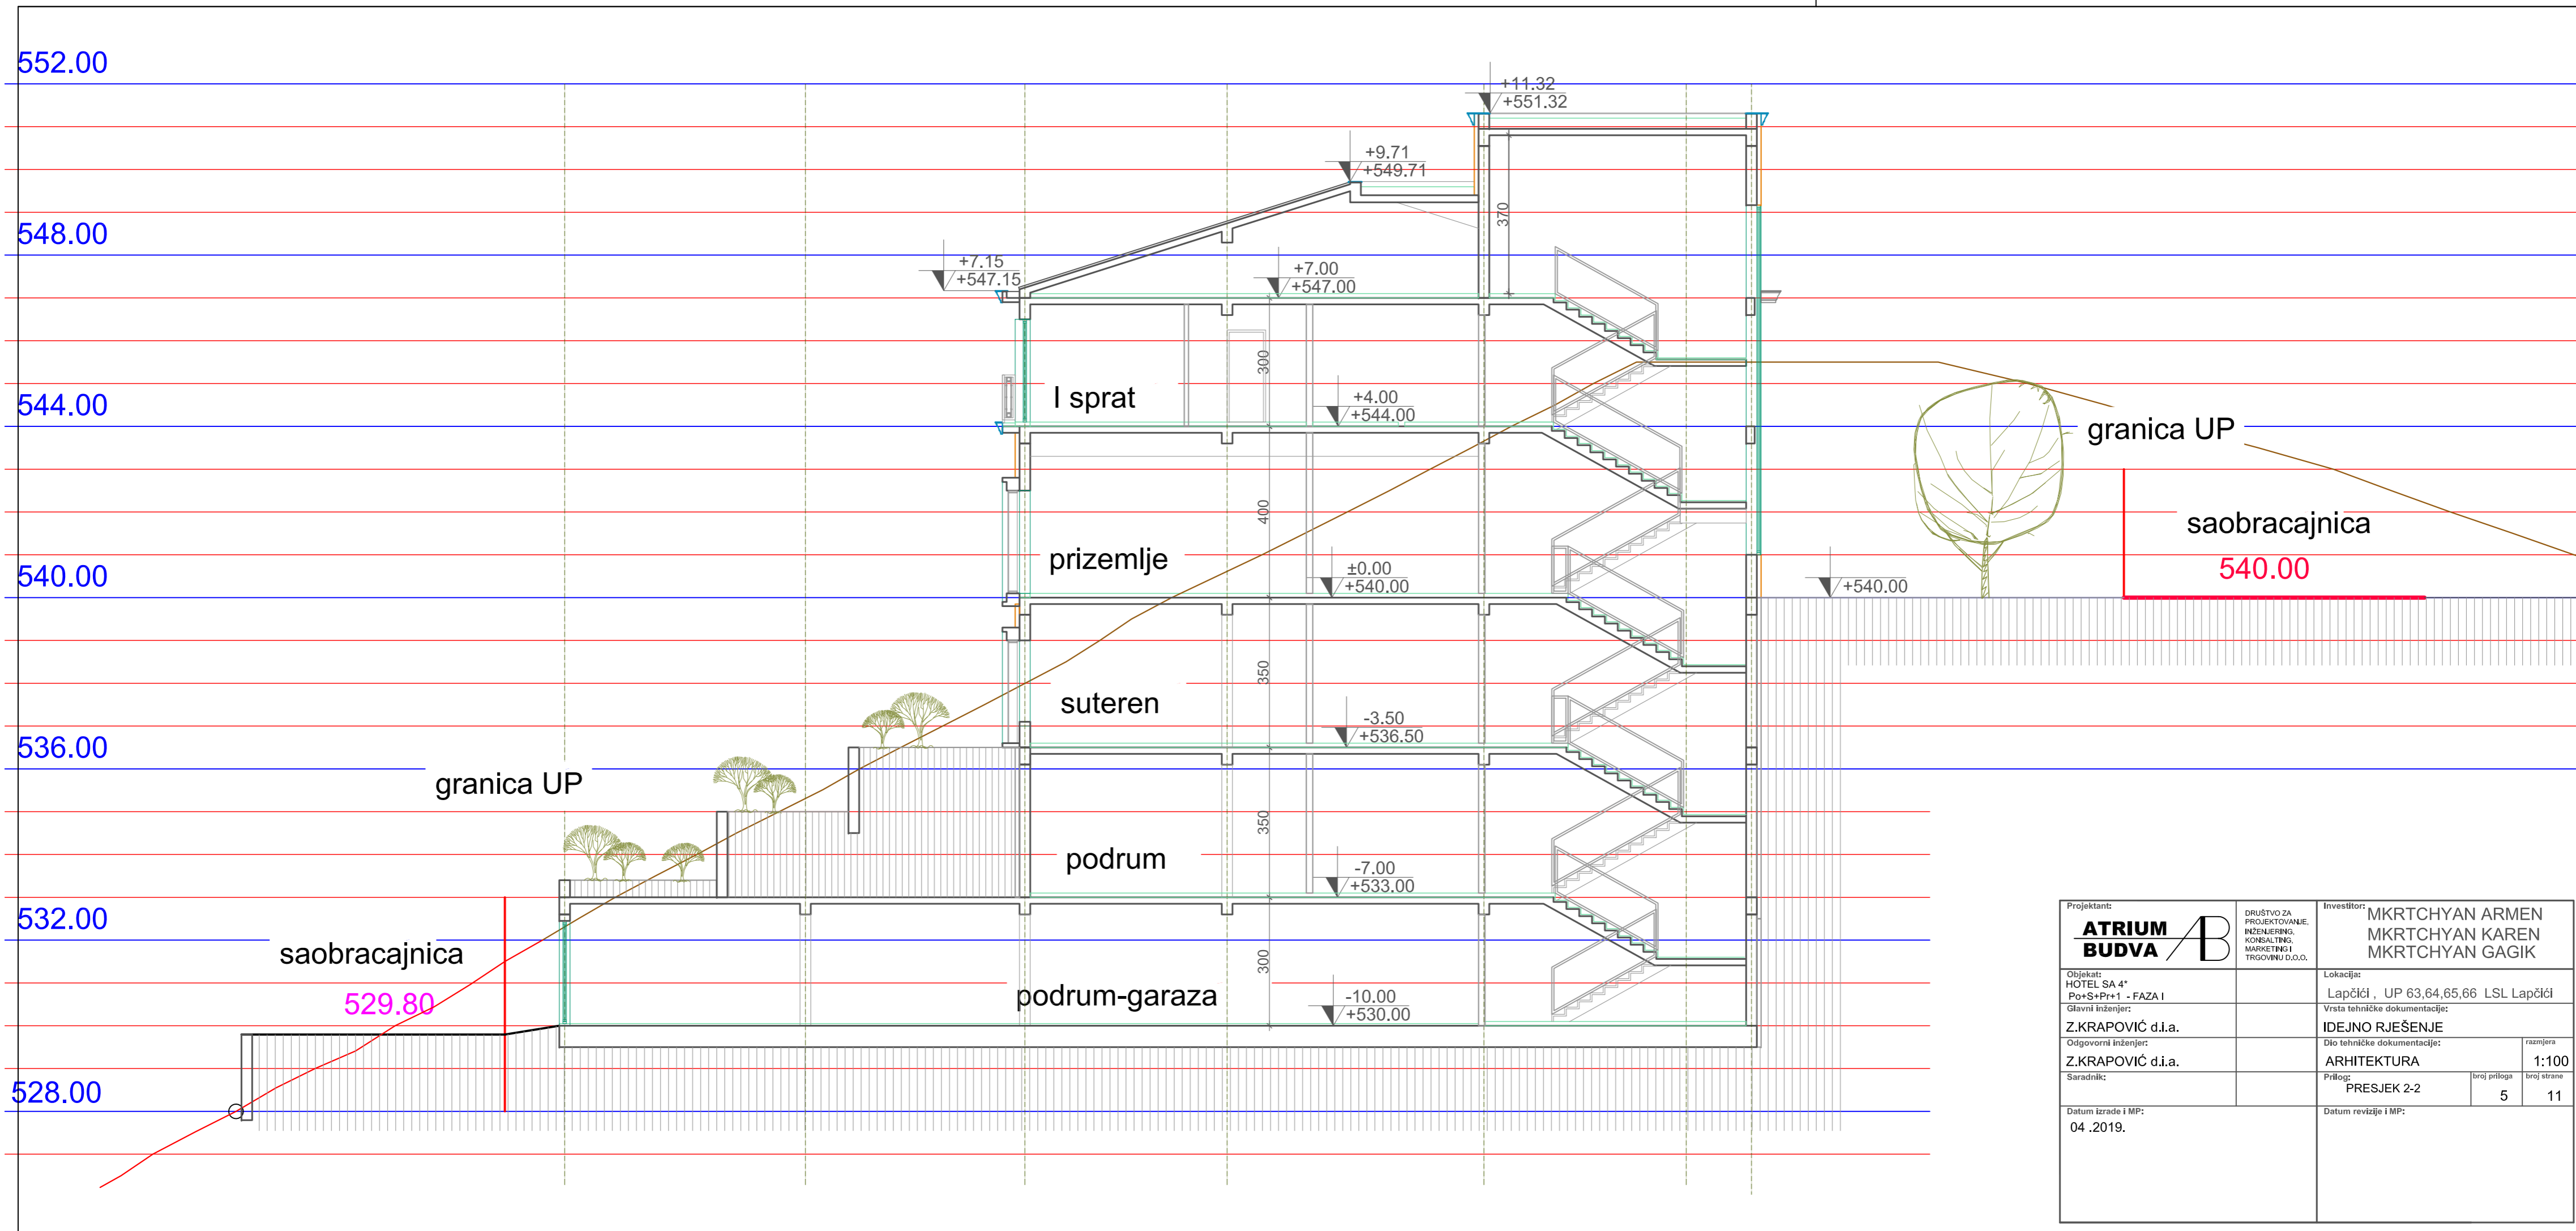 552.00
+11.32
+551.32
+9.71
+549.71
370
548.00
+7.15
+547.15
+7.00
+547.00
300
I sprat
+4.00
+544.00
544.00
granica UP
400
saobracajnica
540.00
prizemlje
±0.00
+540.00
+540.00
540.00
350
suteren
-3.50
+536.50
536.00
granica UP
350
podrum
-7.00
+533.00
532.00
saobracajnica
529.80
300
podrum-garaza
-10.00
+530.00
528.00
Projektant:
ATRIUM
BUDVA
AB
DRUŠTVO ZA
PROJEKTOVANJE,
INŽENJERING,
KONSALTING,
MARKETING I
TRGOVINU D.O.O.
Investitor:
MKRTCHYAN ARMEN
MKRTCHYAN KAREN
MKRTCHYAN GAGIK
Objekat:
HOTEL SA 4*
Po+S+Pr+1 - FAZA I
Lokacija:
Lapčići , UP 63,64,65,66 LSL Lapčići
Glavni inženjer:
Z.KRAPOVIĆ d.i.a.
Vrsta tehničke dokumentacije:
IDEJNO RJEŠENJE
Odgovorni inženjer:
Z.KRAPOVIĆ d.i.a.
Dio tehničke dokumentacije:
ARHITEKTURA
razmjera
1:100
Saradnik:
Prilog:
PRESJEK 2-2
broj priloga
5
broj strane
11
Datum izrade i MP:
04 .2019.
Datum revizije i MP: